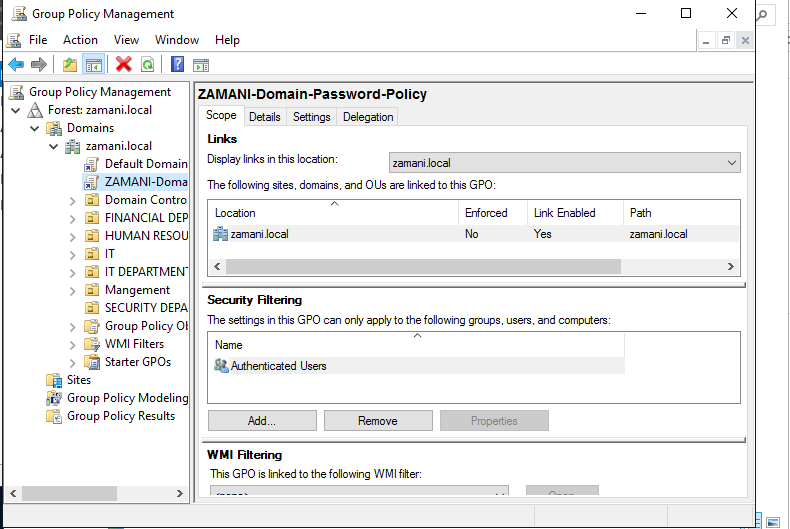 Group Policy Management
File Action View Window Help
Group Policy Management
Forest: zamani.local
Domains
zamani.local
Default Domain
ZAMANI-Doma
Domain Contro
FINANCIAL DEP
HUMAN RESOU
IT
IT DEPARTMENT
Mangement
SECURITY DEPA
Group Policy Ob
WMI Filters
Starter GPOs
Sites
Group Policy Modeling
Group Policy Results
ZAMANI-Domain-Password-Policy
Scope Details Settings Delegation
Links
Display links in this location: zamani.local
The following sites, domains, and OUs are linked to this GPO:
Location Enforced Link Enabled Path
zamani.local No Yes zamani.local
Security Filtering
The settings in this GPO can only apply to the following groups, users, and computers:
Name
Authenticated Users
Add... Remove Properties
WMI Filtering
This GPO is linked to the following WMI filter:
<none> Open